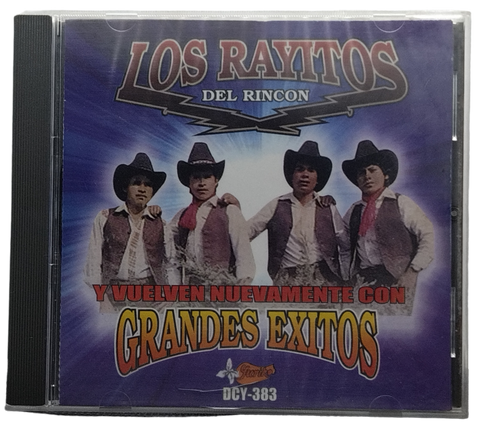 LOS RAYITOS
DEL RINCON
Y VUELVEN NUEVAMENTE CON
GRANDES EXITOS
DCY-383